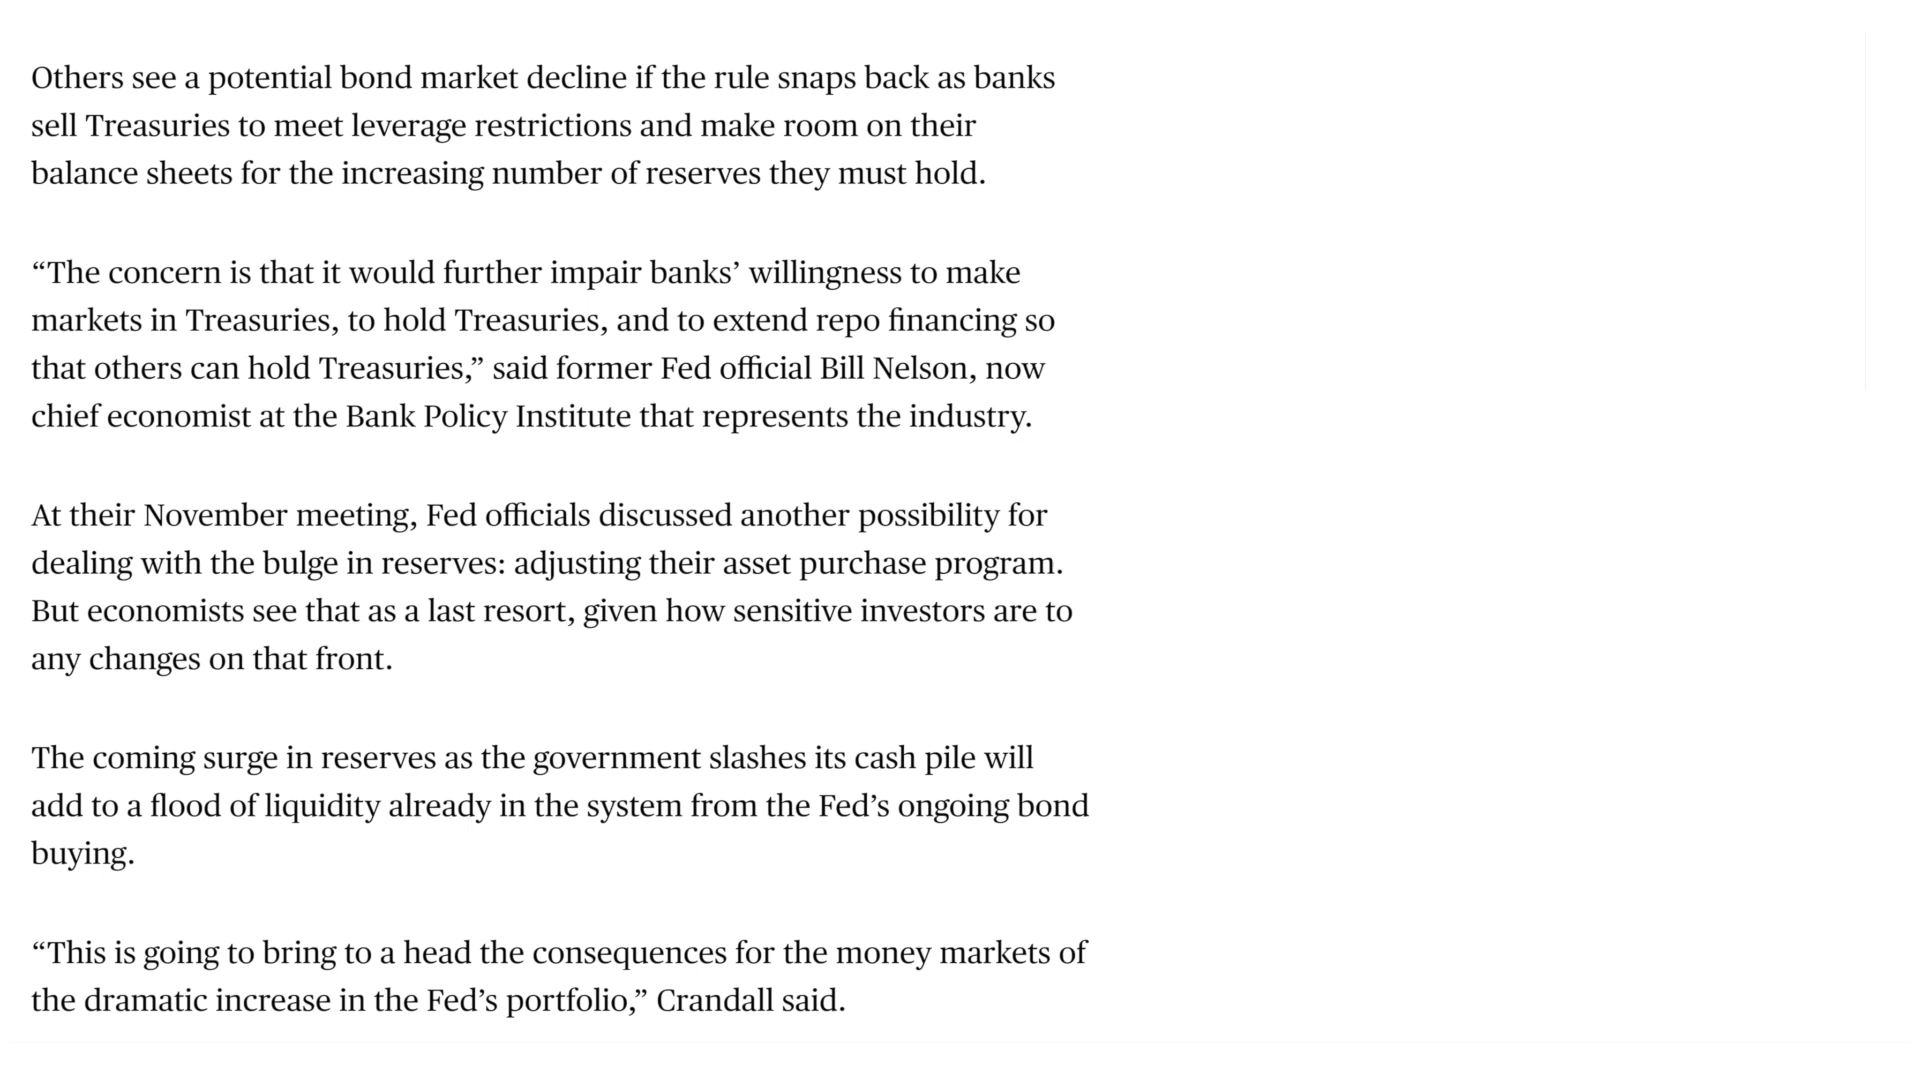 Others see a potential bond market decline if the rule snaps back as banks
sell Treasuries to meet leverage restrictions and make room on their
balance sheets for the increasing number of reserves they must hold.
“The concern is that it would further impair banks’ willingness to make
markets in Treasuries, to hold Treasuries, and to extend repo financing so
that others can hold Treasuries,” said former Fed official Bill Nelson, now
chief economist at the Bank Policy Institute that represents the industry.
At their November meeting, Fed officials discussed another possibility for
dealing with the bulge in reserves: adjusting their asset purchase program.
But economists see that as a last resort, given how sensitive investors are to
any changes on that front.
The coming surge in reserves as the government slashes its cash pile will
add to a flood of liquidity already in the system from the Fed’s ongoing bond
buying.
“This is going to bring to a head the consequences for the money markets of
the dramatic increase in the Fed’s portfolio,” Crandall said.